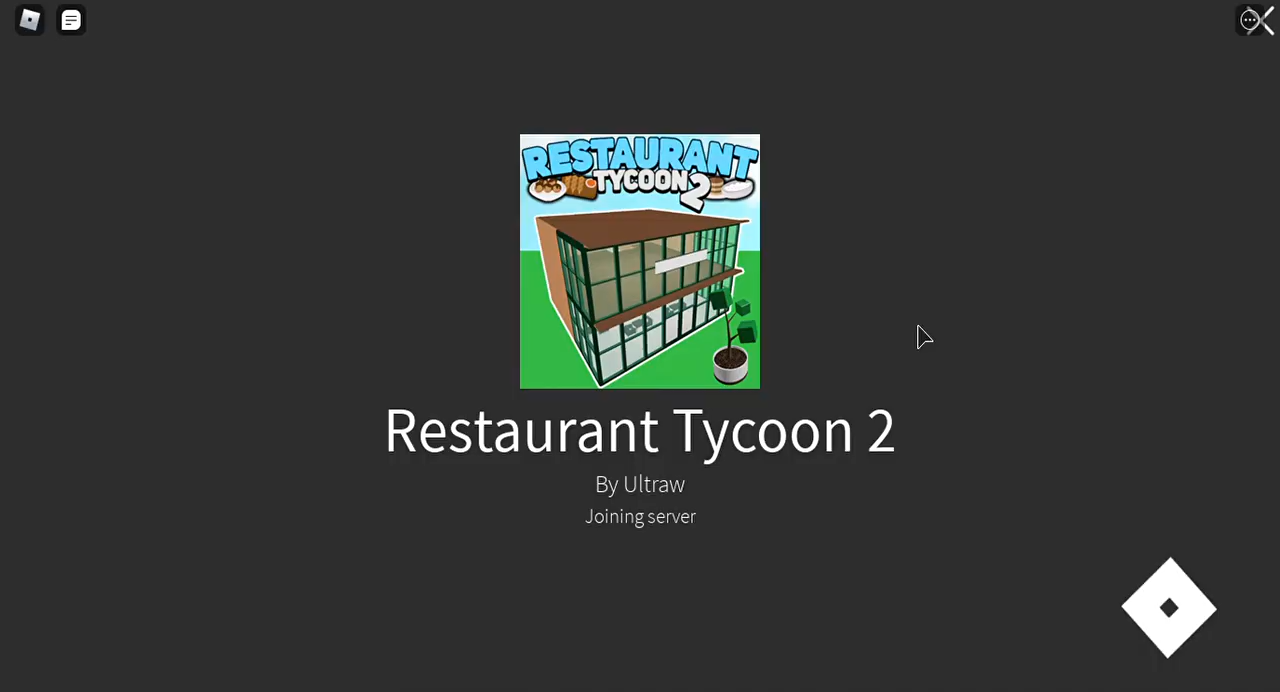 RESTAURANT
TYCOON 2
Restaurant Tycoon 2
By Ultraw
Joining server